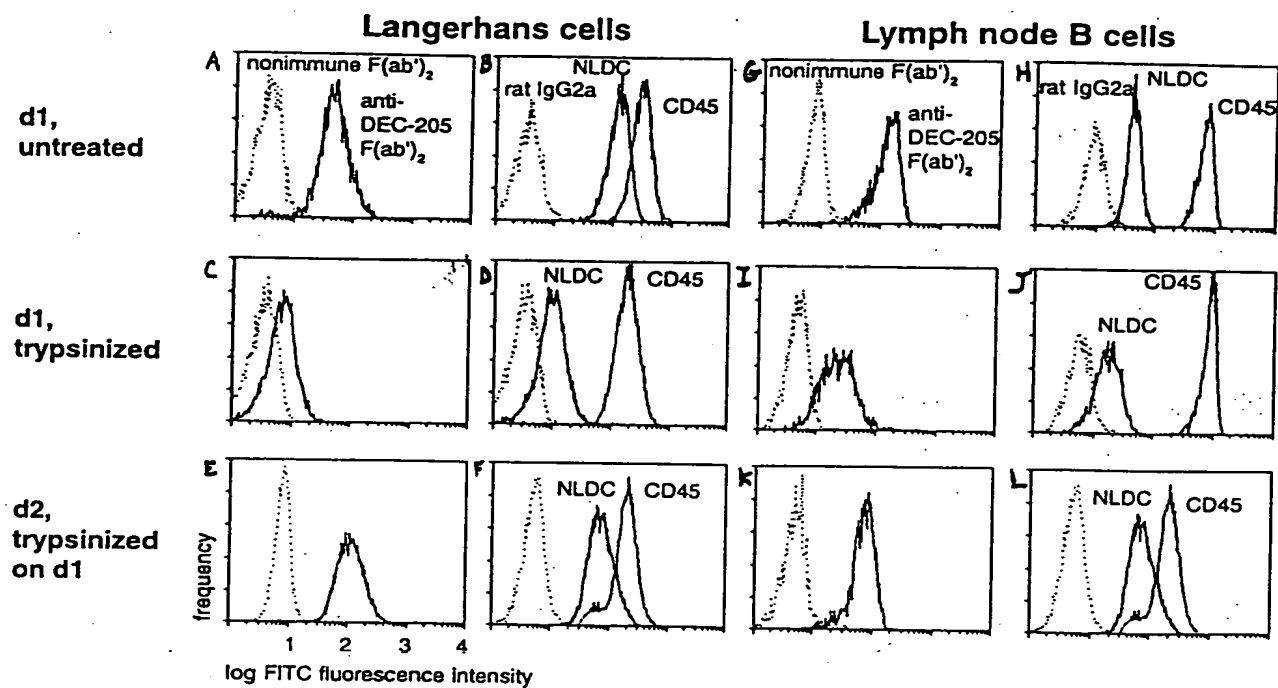 Langerhans cells
Lymph node B cells
d1,
untreated
A
nonimmune F(ab')₂
anti-
DEC-205
F(ab')₂
B
NLDC
rat IgG2a
CD45
G
nonimmune F(ab')₂
anti-
DEC-205
F(ab')₂
H
NLDC
rat IgG2a
CD45
d1,
trypsinized
C
D
NLDC
CD45
I
J
CD45
NLDC
d2,
trypsinized
on d1
E
frequency
1 2 3 4
log FITC fluorescence intensity
F
NLDC
CD45
K
L
NLDC
CD45